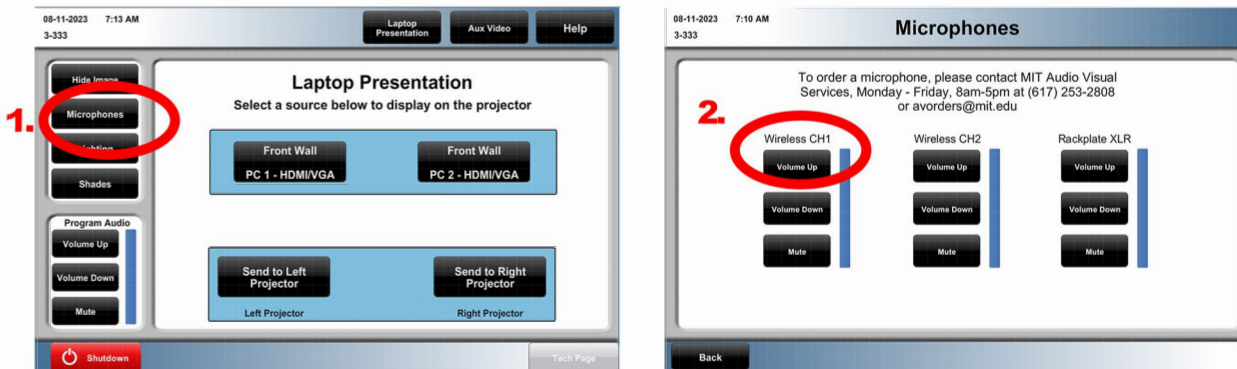 08-11-2023 7:13 AM
3-333
Laptop
Presentation
Aux Video
Help
1.
Hide Image
Microphones
Lighting
Shades
Program Audio
Volume Up
Volume Down
Mute
Laptop Presentation
Select a source below to display on the projector
Front Wall
PC 1 - HDMI/VGA
Front Wall
PC 2 - HDMI/VGA
Send to Left
Projector
Left Projector
Send to Right
Projector
Right Projector
Shutdown
Tech Page
08-11-2023 7:10 AM
3-333
Microphones
To order a microphone, please contact MIT Audio Visual
Services, Monday - Friday, 8am-5pm at (617) 253-2808
or avorders@mit.edu
2.
Wireless CH1
Volume Up
Volume Down
Mute
Wireless CH2
Volume Up
Volume Down
Mute
Rackplate XLR
Volume Up
Volume Down
Mute
Back